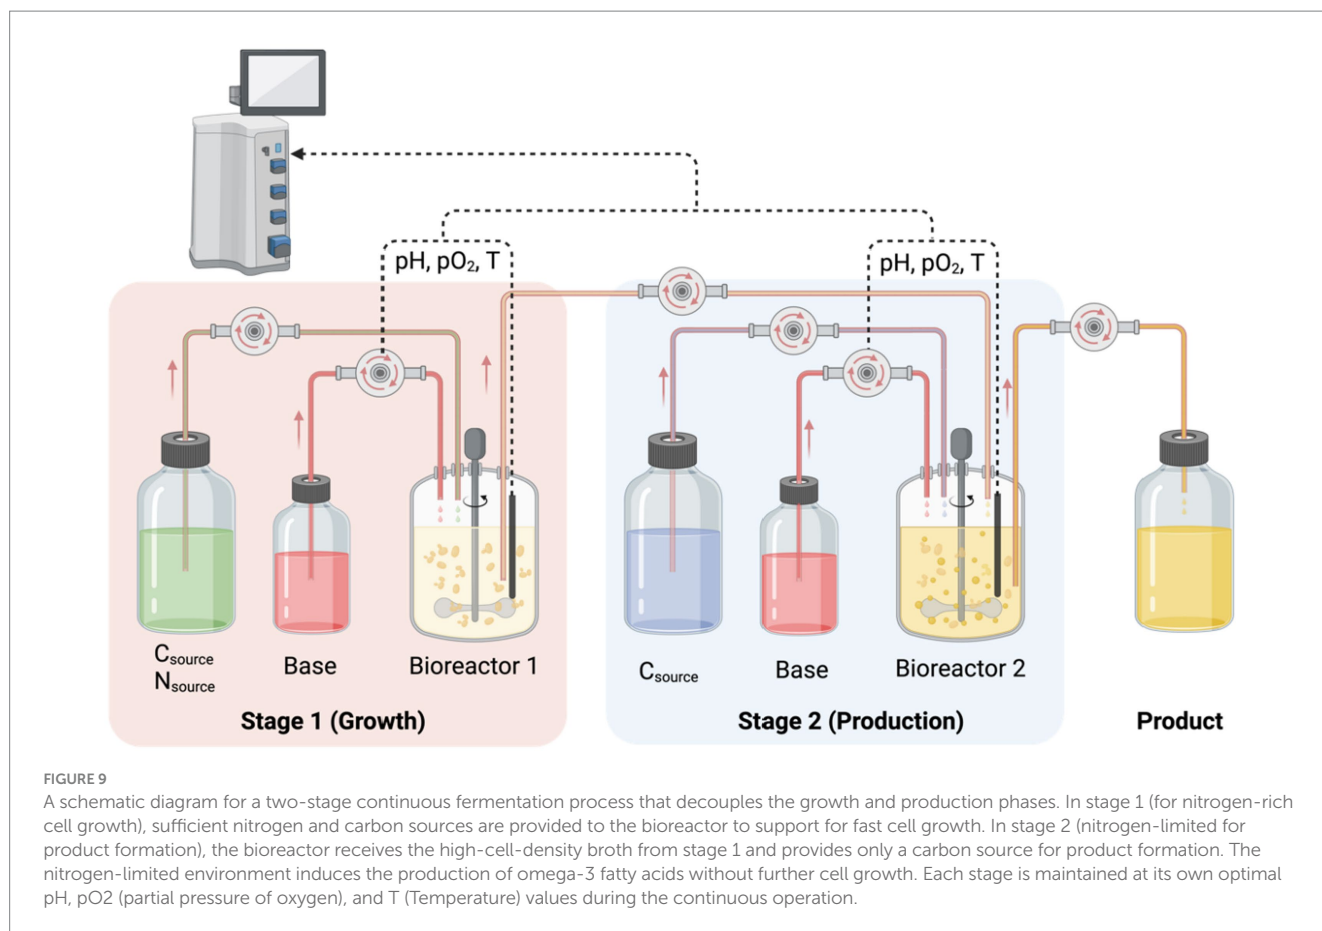 pH, pO₂, T
pH, pO₂, T
C source
N source
Base
Bioreactor 1
C source
Base
Bioreactor 2
Stage 1 (Growth)
Stage 2 (Production)
Product
FIGURE 9
A schematic diagram for a two-stage continuous fermentation process that decouples the growth and production phases. In stage 1 (for nitrogen-rich
cell growth), sufficient nitrogen and carbon sources are provided to the bioreactor to support for fast cell growth. In stage 2 (nitrogen-limited for
product formation), the bioreactor receives the high-cell-density broth from stage 1 and provides only a carbon source for product formation. The
nitrogen-limited environment induces the production of omega-3 fatty acids without further cell growth. Each stage is maintained at its own optimal
pH, pO2 (partial pressure of oxygen), and T (Temperature) values during the continuous operation.